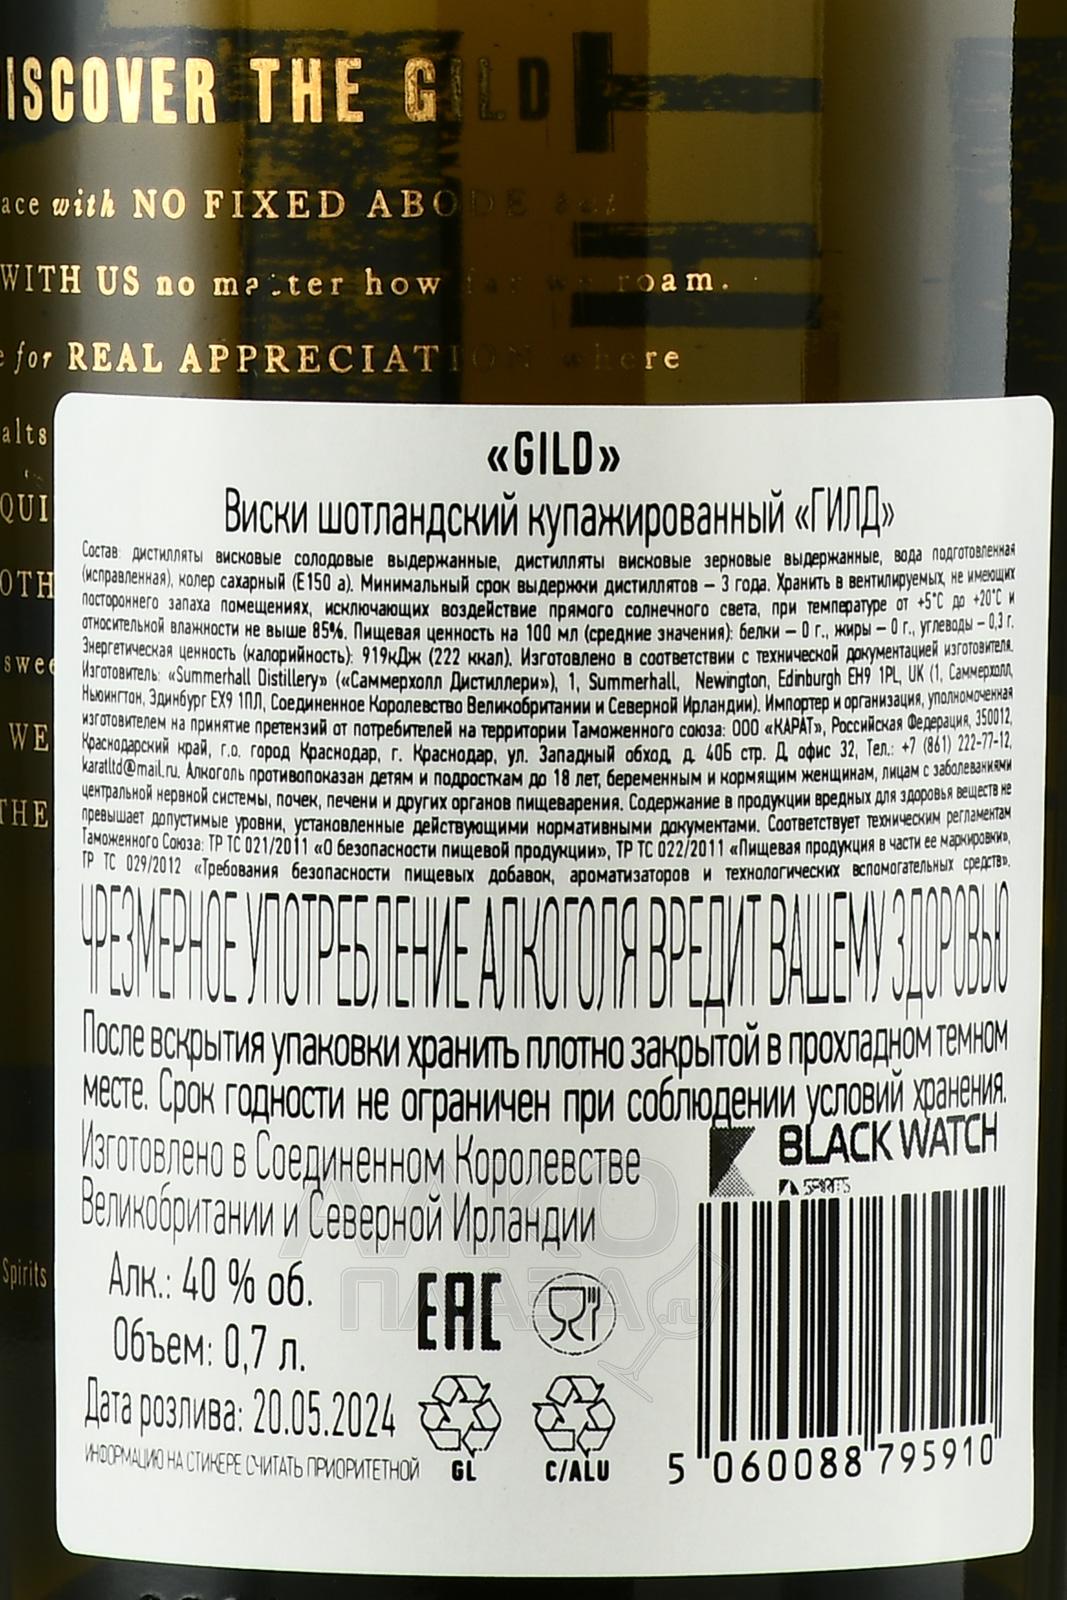 ISCOVER THE GILD
ace with NO FIXED ABODE but
WITH US no matter how far we roam.
for REAL APPRECIATION where
alts
QUI
OTH
swee
WE
THE
Spirits
«GILD»
Виски шотландский купажированный «ГИЛД»
Состав: дистилляты висковые солодовые выдержанные, дистилляты висковые зерновые выдержанные, вода подготовленная
(исправленная), колер сахарный (Е150 а). Минимальный срок выдержки дистиллятов – 3 года. Хранить в вентилируемых, не имеющих
постороннего запаха помещениях, исключающих воздействие прямого солнечного света, при температуре от +5°С до +20°С и
относительной влажности не выше 85%. Пищевая ценность на 100 мл (средние значения): белки – 0 г., жиры – 0 г., углеводы – 0,3 г.
Энергетическая ценность (калорийность): 919кДж (222 ккал). Изготовлено в соответствии с технической документацией изготовителя.
Изготовитель: «Summerhall Distillery» («Саммерхолл Дистиллери»), 1, Summerhall, Newington, Edinburgh EH9 1PL, UK (1, Саммерхолл,
Ньюингтон, Эдинбург ЕХ9 1ПЛ, Соединенное Королевство Великобритании и Северной Ирландии). Импортер и организация, уполномоченная
изготовителем на принятие претензий от потребителей на территории Таможенного союза: ООО «КАРАТ», Российская Федерация, 350012,
Краснодарский край, г.о. город Краснодар, г. Краснодар, ул. Западный обход, д. 40Б стр. Д, офис 32, Тел.: +7 (861) 222-77-12,
karatltd@mail.ru. Алкоголь противопоказан детям и подросткам до 18 лет, беременным и кормящим женщинам, лицам с заболеваниями
центральной нервной системы, почек, печени и других органов пищеварения. Содержание в продукции вредных для здоровья веществ не
превышает допустимые уровни, установленные действующими нормативными документами. Соответствует техническим регламентам
Таможенного Союза: ТР ТС 021/2011 «О безопасности пищевой продукции», ТР ТС 022/2011 «Пищевая продукция в части ее маркировки»,
ТР ТС 029/2012 «Требования безопасности пищевых добавок, ароматизаторов и технологических вспомогательных средств».
ЧРЕЗМЕРНОЕ УПОТРЕБЛЕНИЕ АЛКОГОЛЯ ВРЕДИТ ВАШЕМУ ЗДОРОВЬЮ
После вскрытия упаковки хранить плотно закрытой в прохладном темном
месте. Срок годности не ограничен при соблюдении условий хранения.
Изготовлено в Соединенном Королевстве
Великобритании и Северной Ирландии
BLACK WATCH
SPIRITS
Алк.: 40 % об.
Объем: 0,7 л.
EAC
Дата розлива: 20.05.2024
ИНФОРМАЦИЮ НА СТИКЕРЕ СЧИТАТЬ ПРИОРИТЕТНОЙ
GL
C/ALU
5 060088 795910
АЛКО
ПЛАЗА.ru